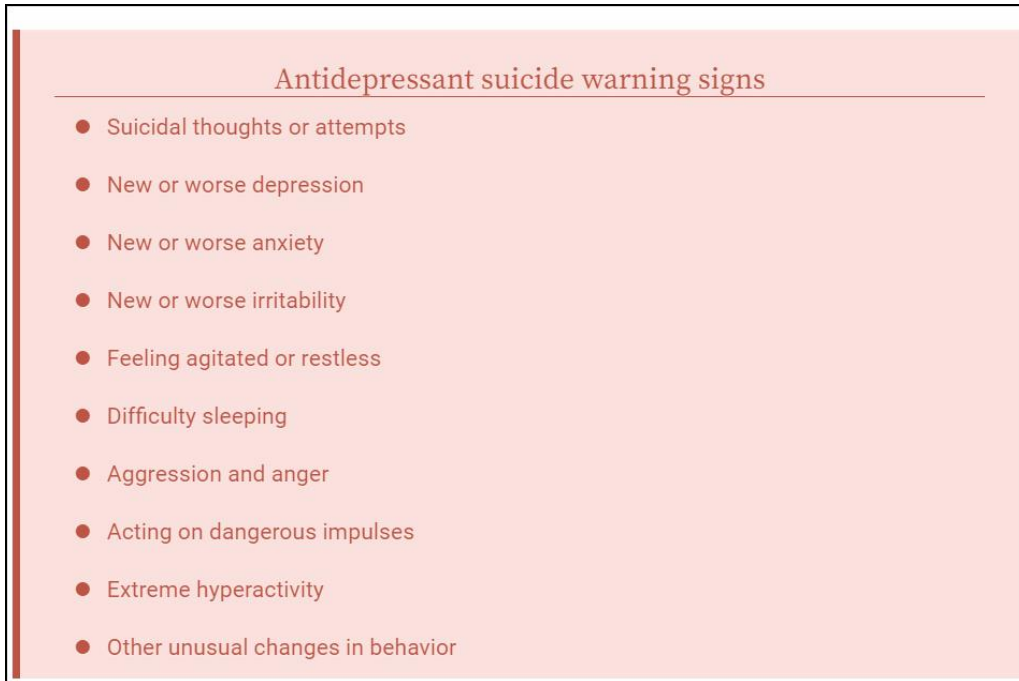 Antidepressant suicide warning signs
● Suicidal thoughts or attempts
● New or worse depression
● New or worse anxiety
● New or worse irritability
● Feeling agitated or restless
● Difficulty sleeping
● Aggression and anger
● Acting on dangerous impulses
● Extreme hyperactivity
● Other unusual changes in behavior